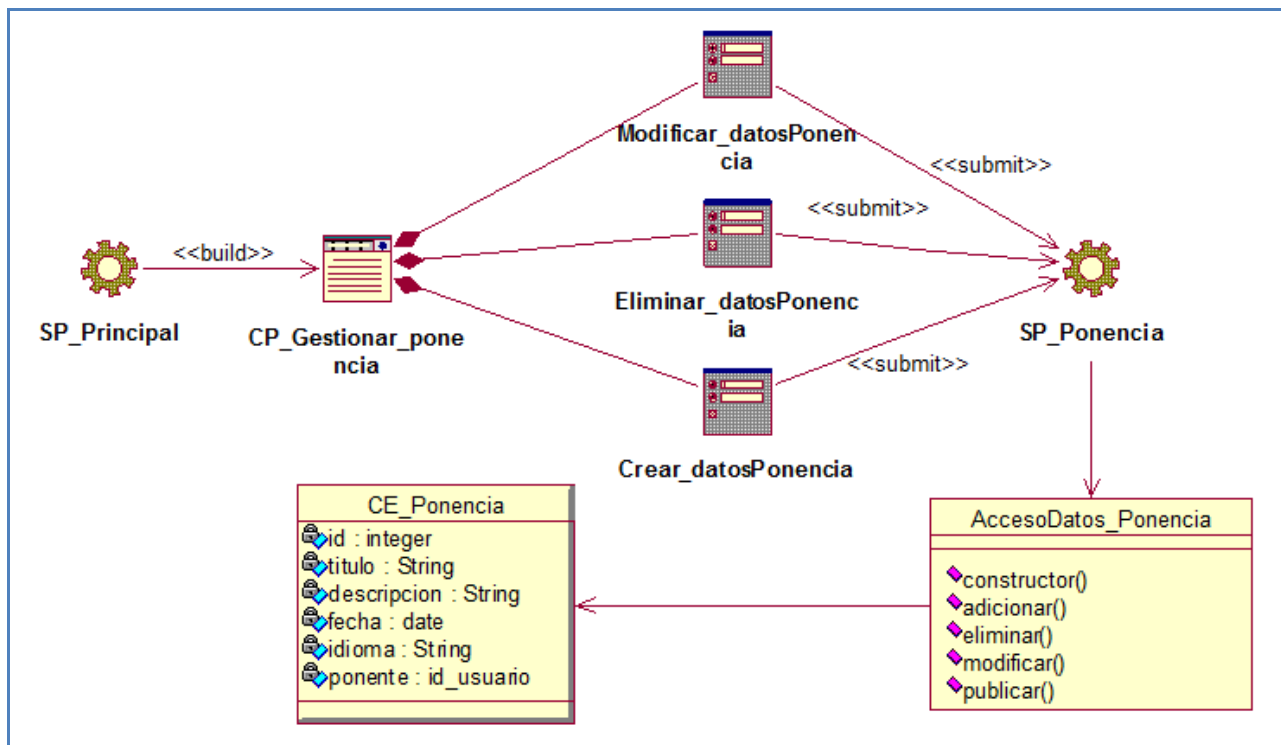 Modificar_datosPonen
cia
<<submit>>
<<submit>>
<<build>>
Eliminar_datosPonenc
ia
SP_Principal
CP_Gestionar_pone
ncia
SP_Ponencia
<<submit>>
Crear_datosPonencia
CE_Ponencia
id : integer
titulo : String
descripcion : String
fecha : date
idioma : String
ponente : id_usuario
AccesoDatos_Ponencia
constructor()
adicionar()
eliminar()
modificar()
publicar()